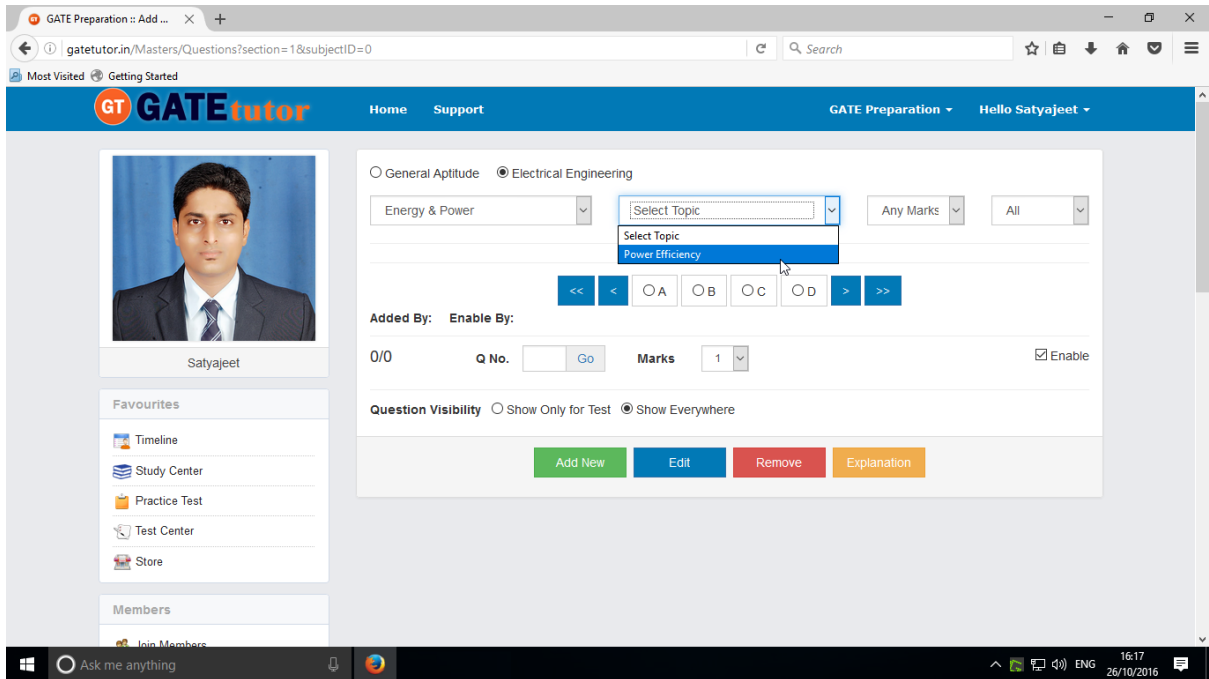 GATE Preparation :: Add ...
gatetutor.in/Masters/Questions?section=1&subjectID=0
Search
Most Visited Getting Started
GT GATEtutor Home Support GATE Preparation Hello Satyajeet
General Aptitude Electrical Engineering
Energy & Power Select Topic Any Marks All
Select Topic
Power Efficiency
<< < A B C D > >>
Added By: Enable By:
0/0 Q No. Go Marks 1 Enable
Question Visibility Show Only for Test Show Everywhere
Add New Edit Remove Explanation
Satyajeet
Favourites
Timeline
Study Center
Practice Test
Test Center
Store
Members
Join Members
Ask me anything
ENG
16:17
26/10/2016